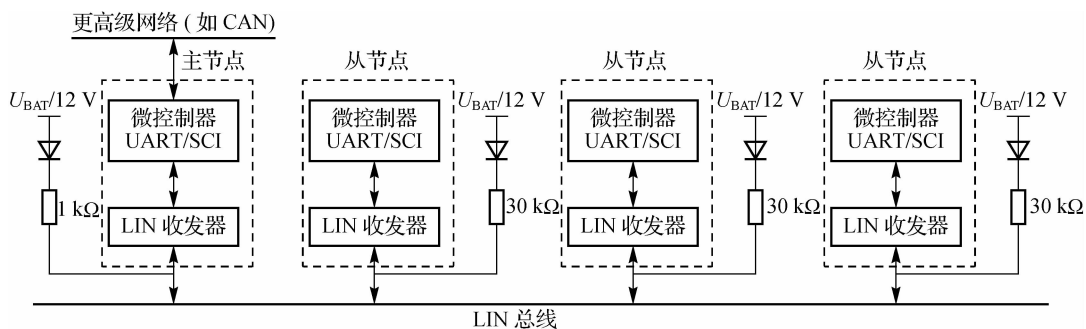 更高级网络 ( 如 CAN)
主节点
从节点
从节点
从节点
U_BAT/12 V
U_BAT/12 V
U_BAT/12 V
U_BAT/12 V
微控制器
UART/SCI
微控制器
UART/SCI
微控制器
UART/SCI
微控制器
UART/SCI
1 kΩ
LIN 收发器
LIN 收发器
30 kΩ
LIN 收发器
30 kΩ
LIN 收发器
30 kΩ
LIN 总线